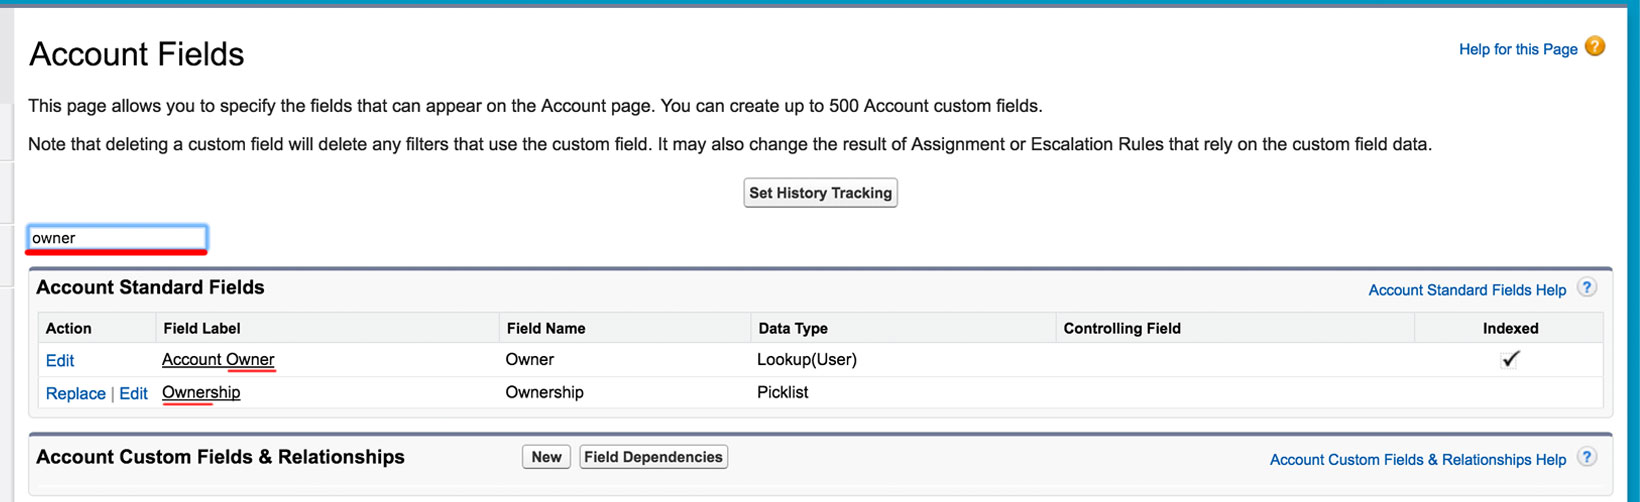 Account Fields
Help for this Page ?
This page allows you to specify the fields that can appear on the Account page. You can create up to 500 Account custom fields.
Note that deleting a custom field will delete any filters that use the custom field. It may also change the result of Assignment or Escalation Rules that rely on the custom field data.
Set History Tracking
owner
Account Standard Fields
Account Standard Fields Help ?
Action Field Label Field Name Data Type Controlling Field Indexed
Edit Account Owner Owner Lookup(User)
Replace | Edit Ownership Ownership Picklist
Account Custom Fields & Relationships New Field Dependencies Account Custom Fields & Relationships Help ?